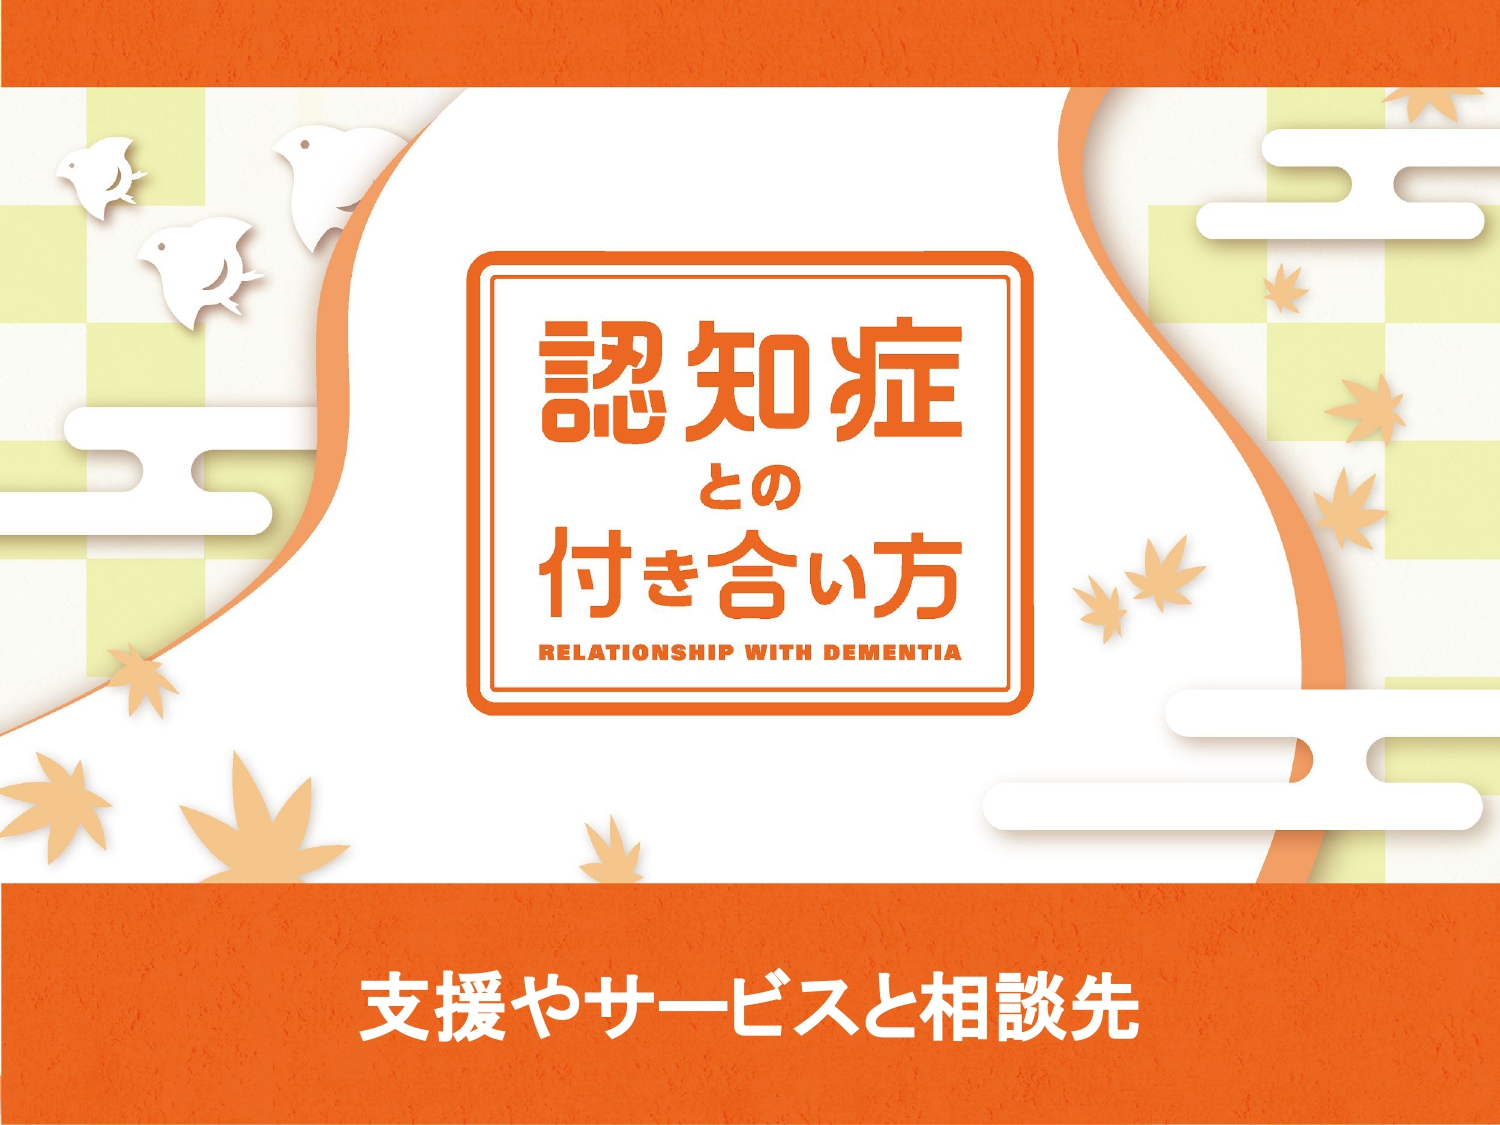 認知症
との
付き合い方
RELATIONSHIP WITH DEMENTIA
支援やサービスと相談先